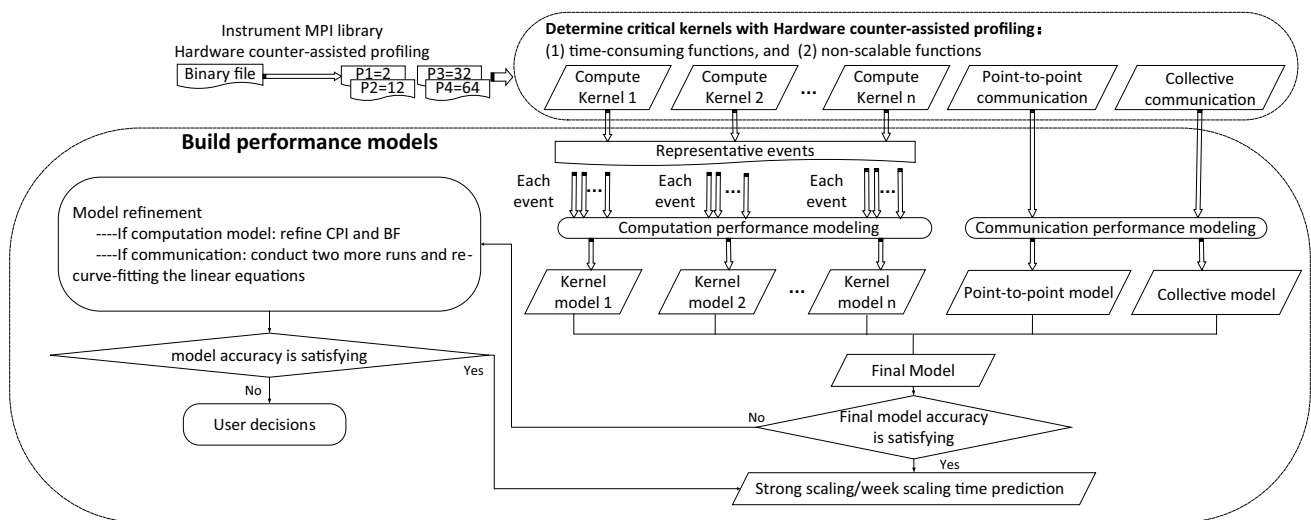 Instrument MPI library
Hardware counter-assisted profiling
Binary file
P1=2
P2=12
P3=32
P4=64
Determine critical kernels with Hardware counter-assisted profiling：
(1) time-consuming functions, and (2) non-scalable functions
Compute
Kernel 1
Compute
Kernel 2
...
Compute
Kernel n
Point-to-point
communication
Collective
communication
Build performance models
Representative events
Each
event
...
Each
event
...
...
Each
event
...
Computation performance modeling
Communication performance modeling
Kernel
model 1
Kernel
model 2
...
Kernel
model n
Point-to-point model
Collective model
Model refinement
----If computation model: refine CPI and BF
----If communication: conduct two more runs and re-
curve-fitting the linear equations
model accuracy is satisfying
Yes
No
User decisions
Final Model
Final model accuracy
is satisfying
No
Yes
Strong scaling/week scaling time prediction